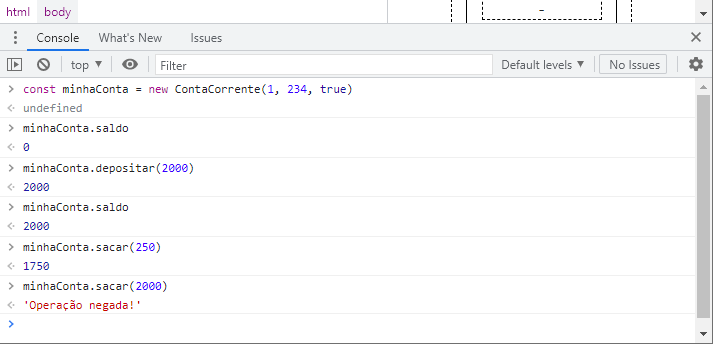 html body
-
Console What's New Issues
top Filter Default levels No Issues
const minhaConta = new ContaCorrente(1, 234, true)
undefined
minhaConta.saldo
0
minhaConta.depositar(2000)
2000
minhaConta.saldo
2000
minhaConta.sacar(250)
1750
minhaConta.sacar(2000)
'Operação negada!'